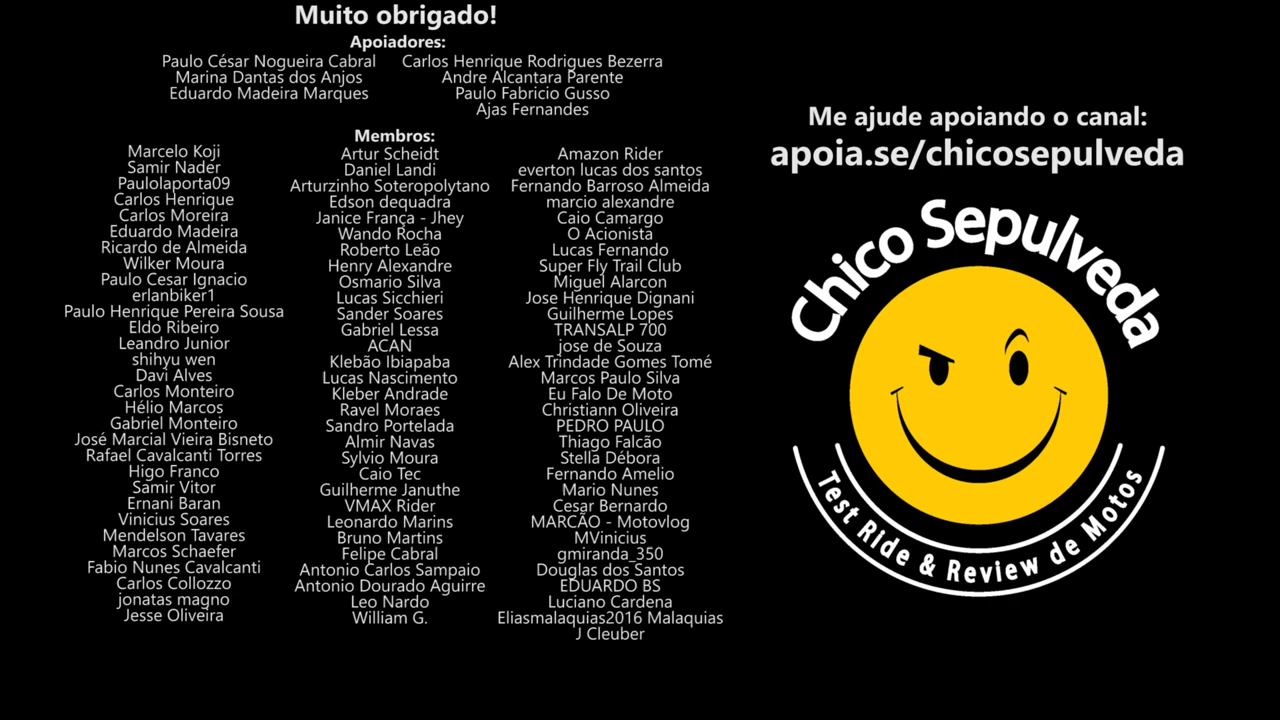 Muito obrigado!
Apoiadores:
Paulo César Nogueira Cabral
Marina Dantas dos Anjos
Eduardo Madeira Marques
Carlos Henrique Rodrigues Bezerra
Andre Alcantara Parente
Paulo Fabricio Gusso
Ajas Fernandes
Membros:
Marcelo Koji
Samir Nader
Paulolaporta09
Carlos Henrique
Carlos Moreira
Eduardo Madeira
Ricardo de Almeida
Wilker Moura
Paulo Cesar Ignacio
erlanbiker1
Paulo Henrique Pereira Sousa
Eldo Ribeiro
Leandro Junior
shihyu wen
Davi Alves
Carlos Monteiro
Hélio Marcos
Gabriel Monteiro
José Marcial Vieira Bisneto
Rafael Cavalcanti Torres
Higo Franco
Samir Vitor
Ernani Baran
Vinicius Soares
Mendelson Tavares
Marcos Schaefer
Fabio Nunes Cavalcanti
Carlos Collozzo
jonatas magno
Jesse Oliveira
Artur Scheidt
Daniel Landi
Arturzinho Soteropolytano
Edson dequadra
Janice França - Jhey
Wando Rocha
Roberto Leão
Henry Alexandre
Osmario Silva
Lucas Sicchieri
Sander Soares
Gabriel Lessa
ACAN
Klebão Ibiapaba
Lucas Nascimento
Kleber Andrade
Ravel Moraes
Sandro Portelada
Almir Navas
Sylvio Moura
Caio Tec
Guilherme Januthe
VMAX Rider
Leonardo Marins
Bruno Martins
Felipe Cabral
Antonio Carlos Sampaio
Antonio Dourado Aguirre
Leo Nardo
William G.
Amazon Rider
everton lucas dos santos
Fernando Barroso Almeida
marcio alexandre
Caio Camargo
O Acionista
Lucas Fernando
Super Fly Trail Club
Miguel Alarcon
Jose Henrique Dignani
Guilherme Lopes
TRANSALP 700
jose de Souza
Alex Trindade Gomes Tomé
Marcos Paulo Silva
Eu Falo De Moto
Christiann Oliveira
PEDRO PAULO
Thiago Falcão
Stella Débora
Fernando Amelio
Mario Nunes
Cesar Bernardo
MARCÃO - Motovlog
MVinicius
gmiranda_350
Douglas dos Santos
EDUARDO BS
Luciano Cardena
Eliasmalaquias2016 Malaquias
J Cleuber
Me ajude apoiando o canal:
apoia.se/chicosepulveda
Chico Sepulveda
Test Ride & Review de Motos